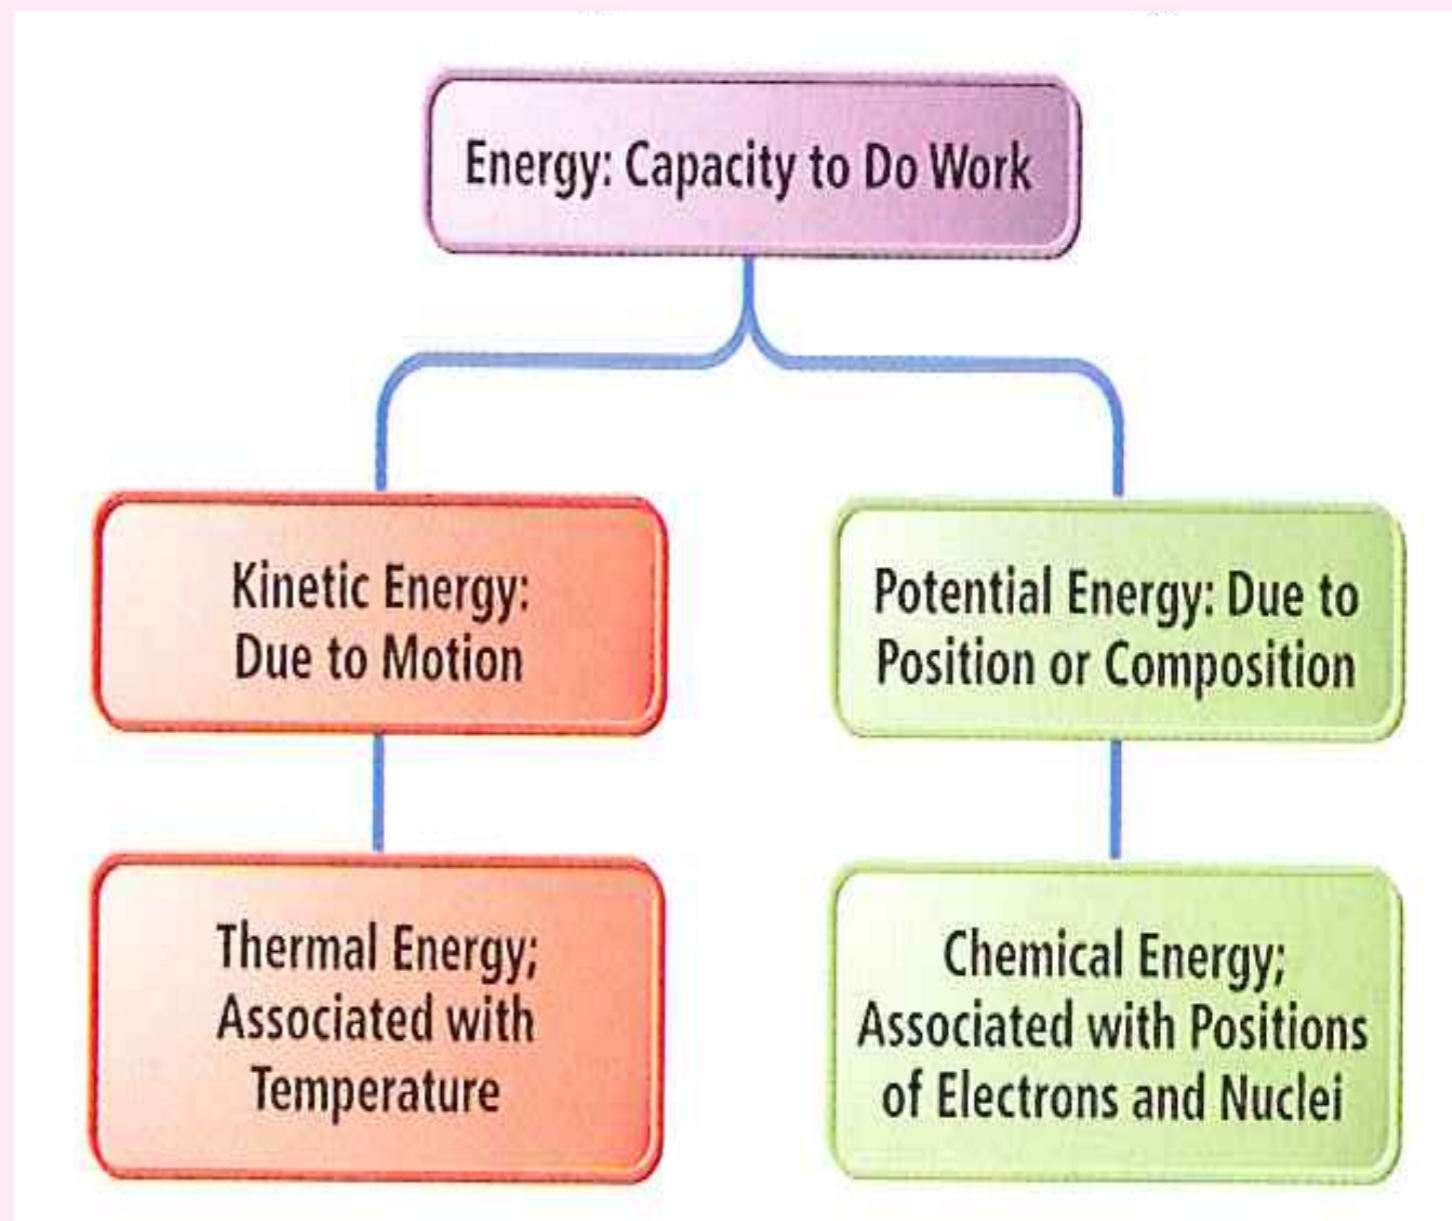 Energy: Capacity to Do Work
Kinetic Energy:
Due to Motion
Potential Energy: Due to
Position or Composition
Thermal Energy;
Associated with
Temperature
Chemical Energy;
Associated with Positions
of Electrons and Nuclei